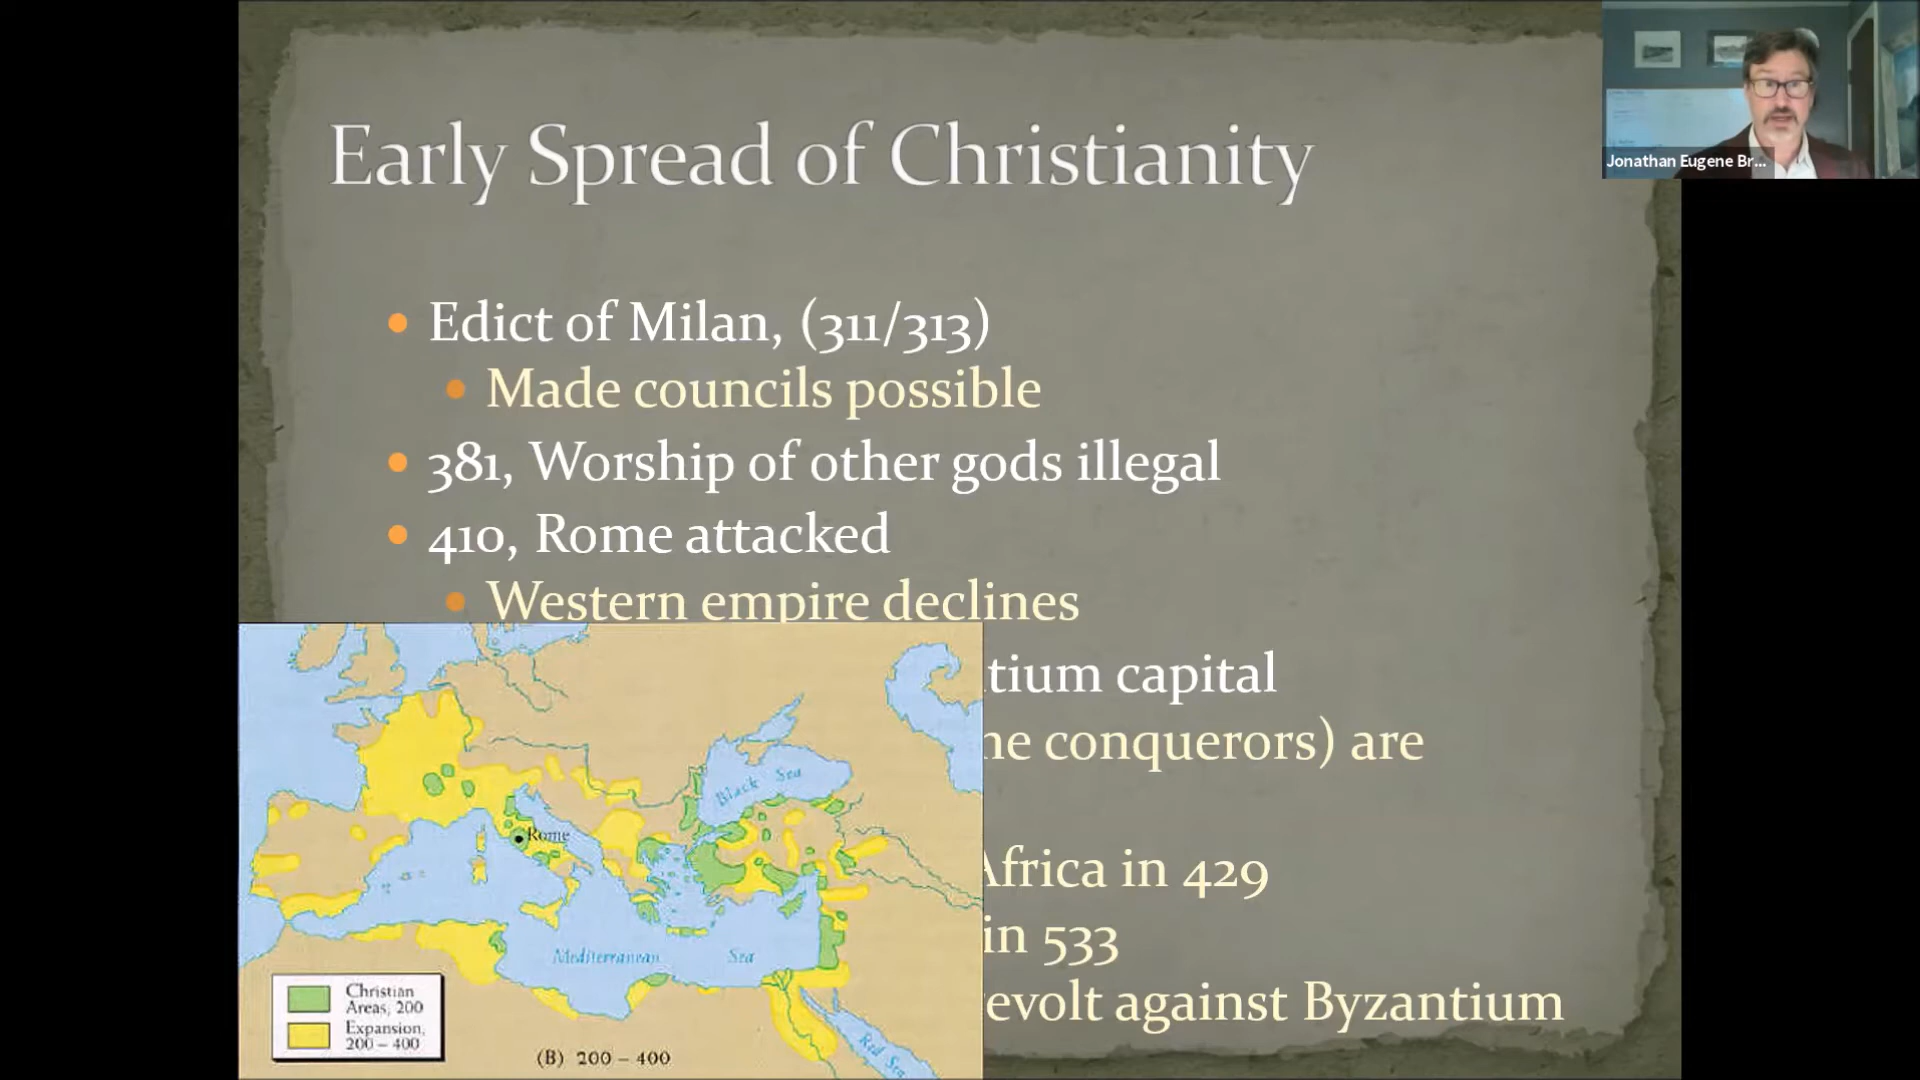 Jonathan Eugene Br...
Early Spread of Christianity
Edict of Milan, (311/313)
Made councils possible
381, Worship of other gods illegal
410, Rome attacked
Western empire declines
tium capital
he conquerors) are
Africa in 429
in 533
evolt against Byzantium
Black Sea
Rome
Mediterranean Sea
Christian
Areas, 200
Expansion,
200 – 400
(B) 200 – 400
Red Sea